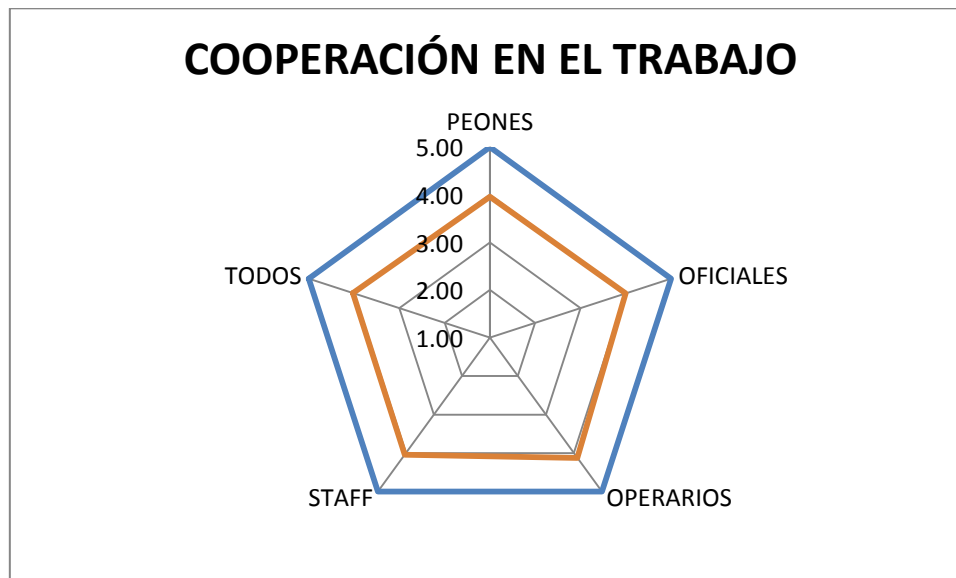 COOPERACIÓN EN EL TRABAJO
PEONES
5.00
4.00
3.00
2.00
1.00
TODOS
OFICIALES
STAFF
OPERARIOS